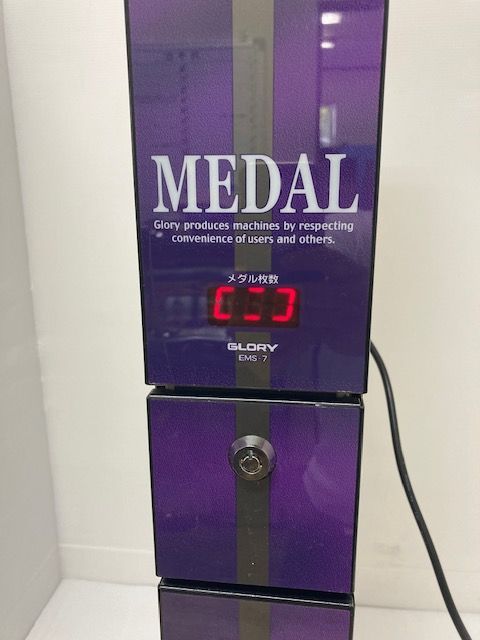 MEDAL
Glory produces machines by respecting
convenience of users and others.
メダル枚数
GLORY
EMS-7